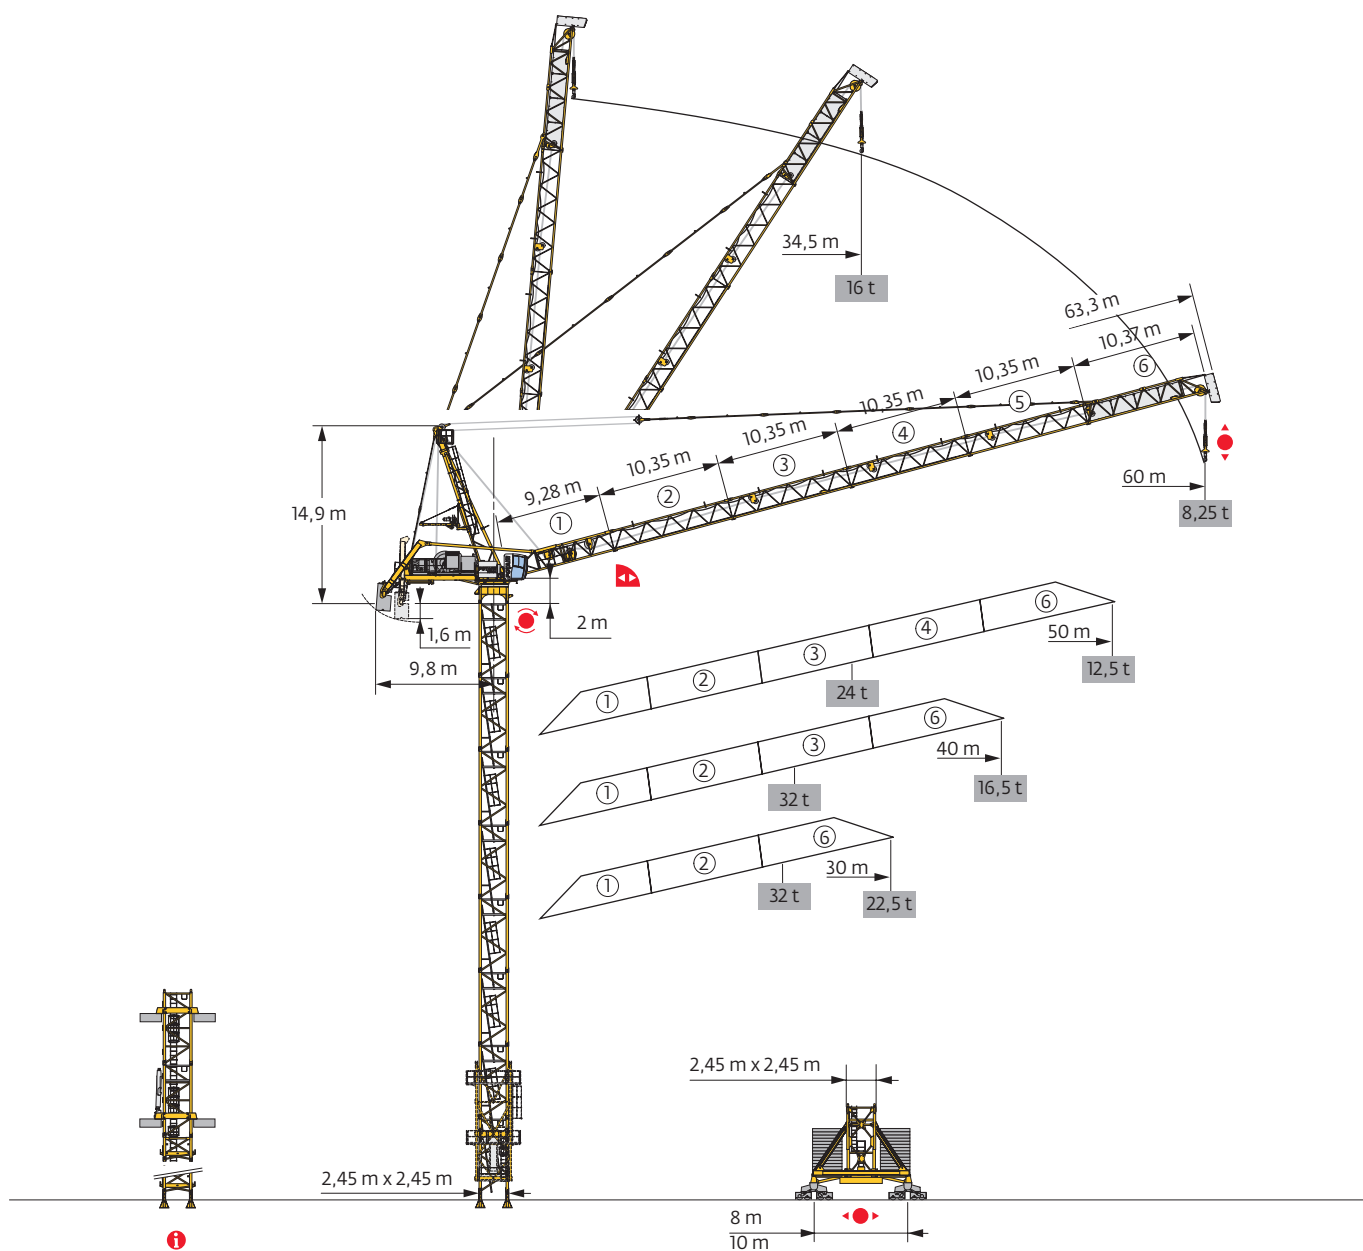 34,5 m
16 t
63,3 m
10,37 m
⑥
10,35 m
⑤
10,35 m
④
10,35 m
③
10,35 m
②
9,28 m
①
14,9 m
60 m
8,25 t
1,6 m
2 m
9,8 m
① ② ③ ④ ⑥
50 m
24 t
12,5 t
① ② ③ ⑥
40 m
32 t
16,5 t
① ② ⑥
30 m
32 t
22,5 t
2,45 m x 2,45 m
2,45 m x 2,45 m
8 m
10 m
i